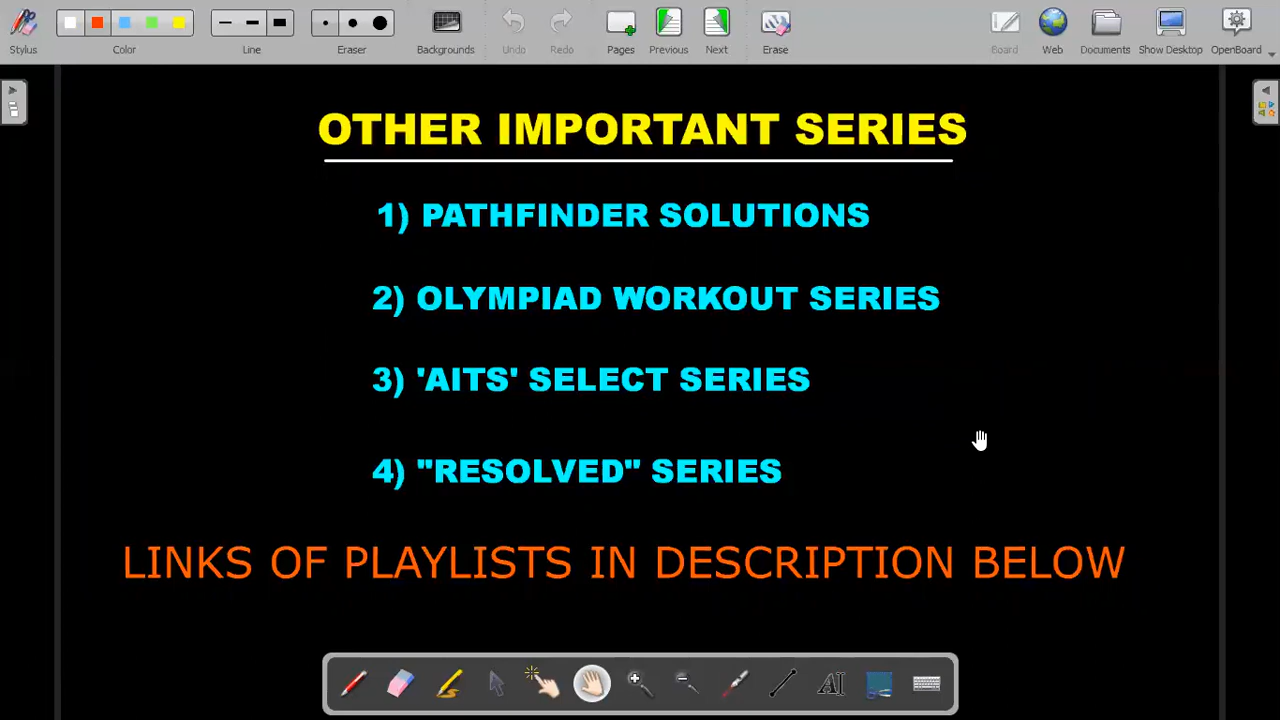 Stylus
Color
Line
Eraser
Backgrounds
Undo
Redo
Pages
Previous
Next
Erase
Board
Web
Documents
Show Desktop
OpenBoard
OTHER IMPORTANT SERIES
1) PATHFINDER SOLUTIONS
2) OLYMPIAD WORKOUT SERIES
3) 'AITS' SELECT SERIES
4) "RESOLVED" SERIES
LINKS OF PLAYLISTS IN DESCRIPTION BELOW
AI